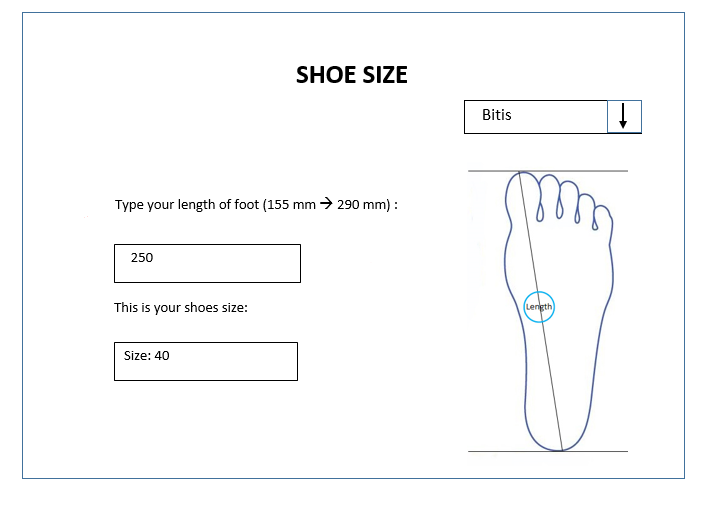 SHOE SIZE
Bitis
Type your length of foot (155 mm → 290 mm) :
250
This is your shoes size:
Size: 40
Length